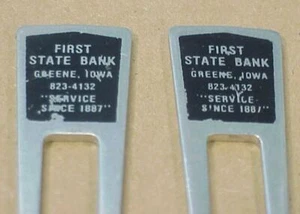 FIRST
STATE BANK
GREENE, IOWA
823-4132
"SERVICE
SINCE 1887"
FIRST
STATE BANK
GREENE, IOWA
823-4132
"SERVICE
SINCE 1887"